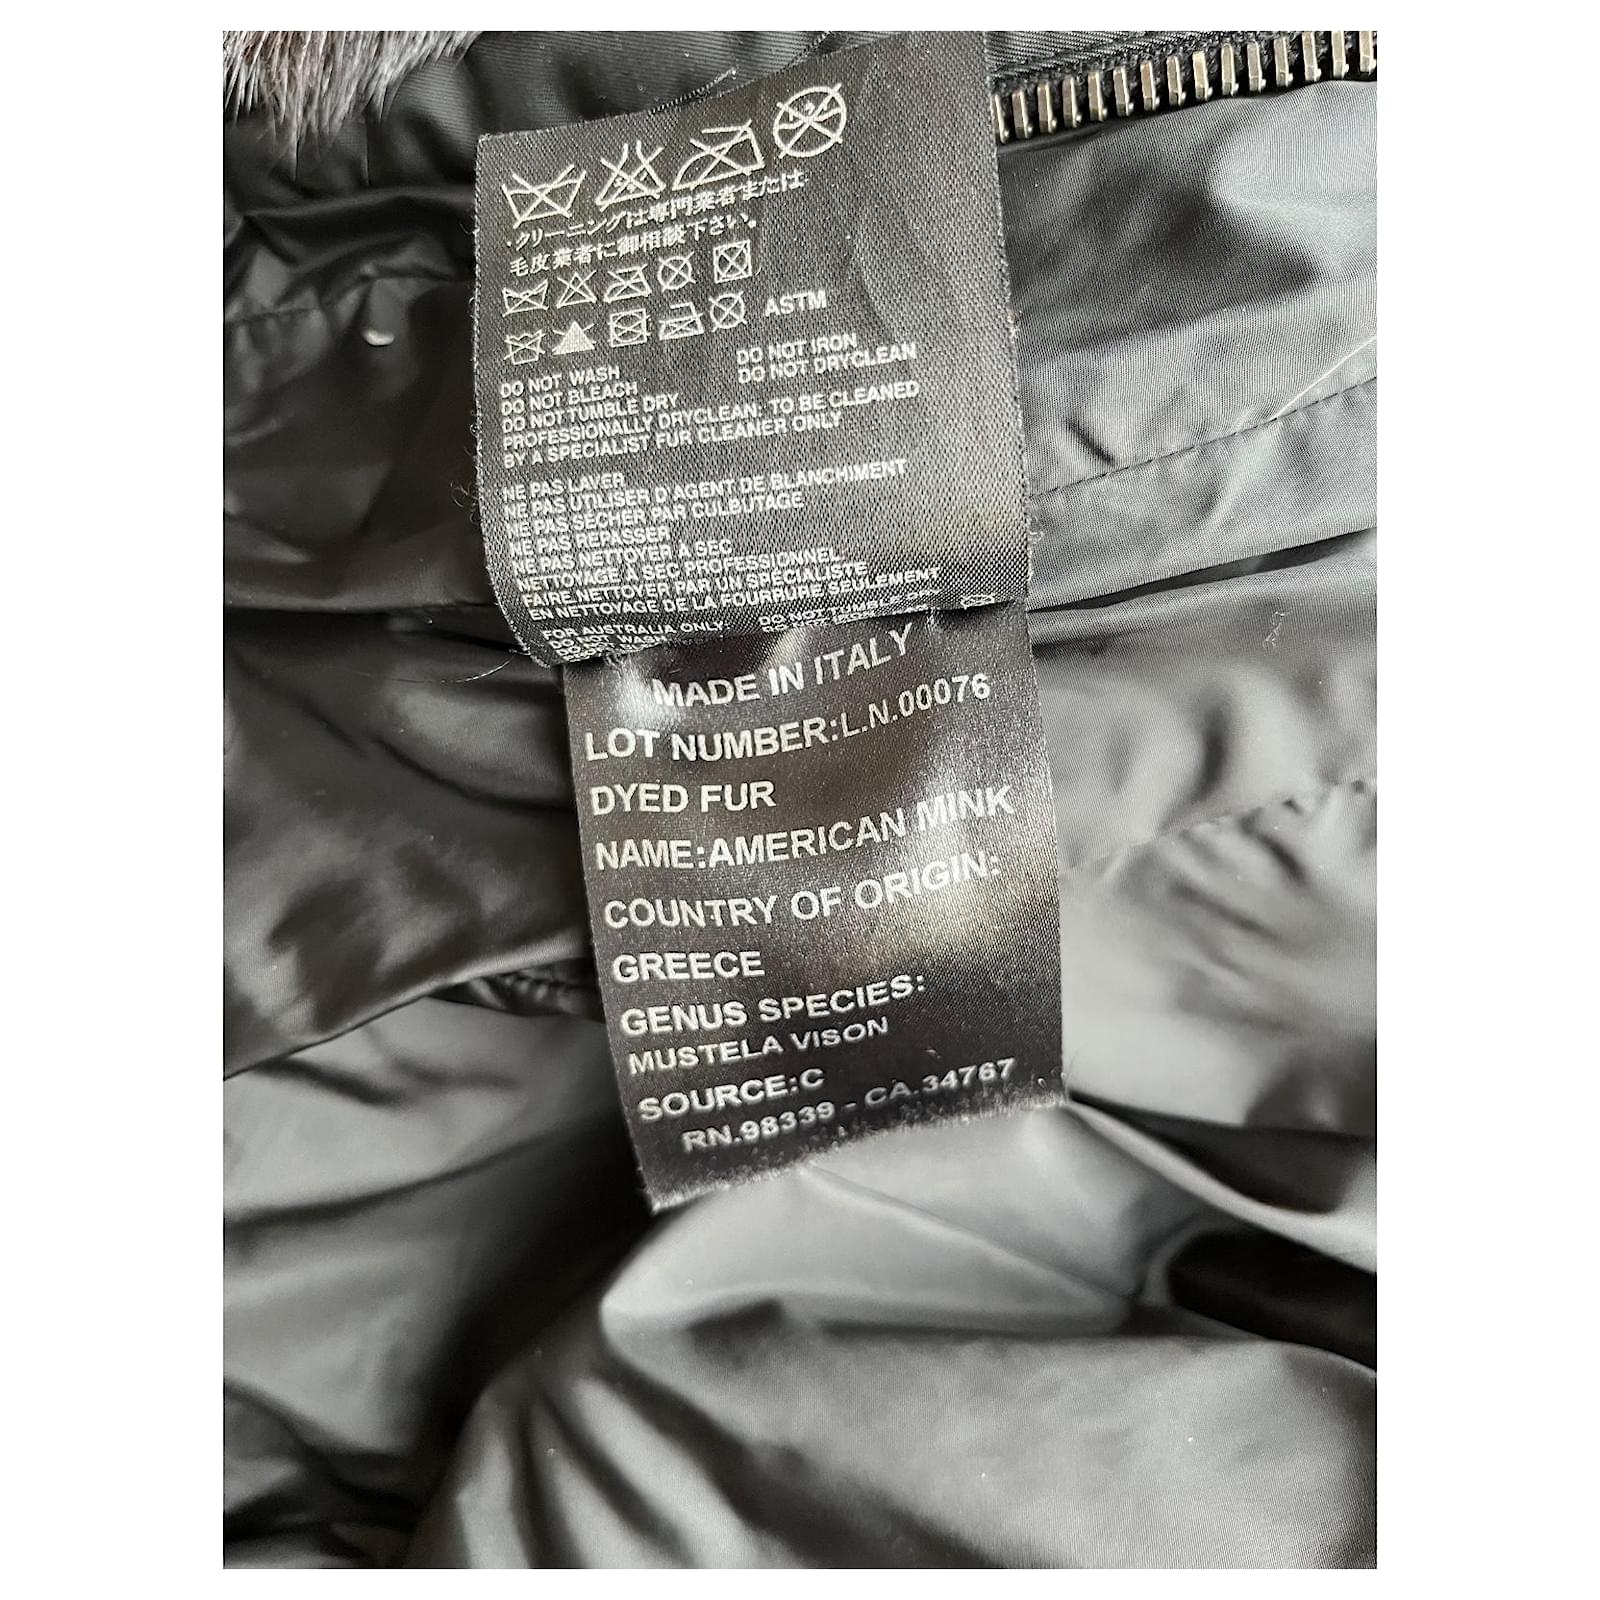 クリーニングは専門業者または
毛皮業者に御相談下さい。
ASTM
DO NOT WASH
DO NOT BLEACH
DO NOT TUMBLE DRY
DO NOT IRON
DO NOT DRYCLEAN
PROFESSIONALLY DRYCLEAN. TO BE CLEANED
BY A SPECIALIST FUR CLEANER ONLY
NE PAS LAVER
NE PAS UTILISER D'AGENT DE BLANCHIMENT
NE PAS SÉCHER PAR CULBUTAGE
NE PAS REPASSER
NE PAS NETTOYER A SEC
NETTOYAGE A SEC PROFESSIONNEL.
FAIRE NETTOYER PAR UN SPÉCIALISTE
EN NETTOYAGE DE LA FOURRURE SEULEMENT
FOR AUSTRALIA ONLY
DO NOT WASH
DO NOT TUMBLE DRY
MADE IN ITALY
LOT NUMBER:L.N.00076
DYED FUR
NAME:AMERICAN MINK
COUNTRY OF ORIGIN:
GREECE
GENUS SPECIES:
MUSTELA VISON
SOURCE:C
RN.98339 - CA.34767